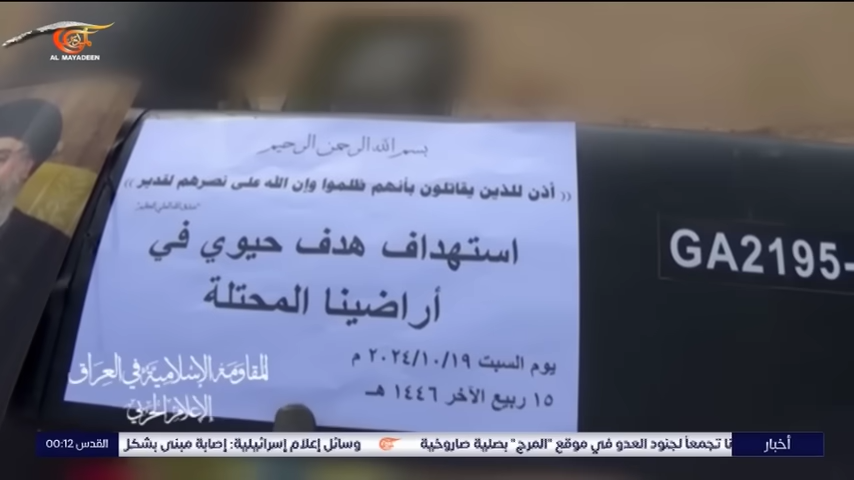 AL MAYADEEN
بسم الله الرحمن الرحيم
(( أذن للذين يقاتلون بأنهم ظلموا وإن الله على نصرهم لقدير ))
استهداف هدف حيوي في
أراضينا المحتلة
يوم السبت ٢٠٢٤/١٠/١٩ م
١٥ ربيع الآخر ١٤٤٦ هـ
GA2195-
المقاومة الإسلامية في العراق
الإعلام الحربي
أخبار
نا تجمعاً لجنود العدو في موقع "المرج" بصلية صاروخية
وسائل إعلام إسرائيلية: إصابة مبنى بشكل
القدس 00:12